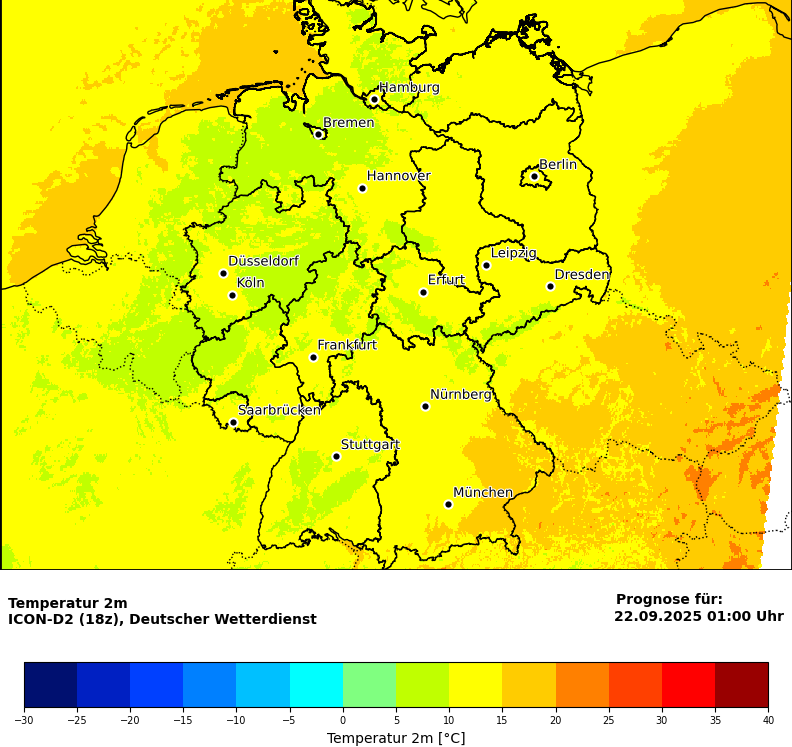 Hamburg
Bremen
Berlin
Hannover
Leipzig
Düsseldorf
Dresden
Köln
Erfurt
Frankfurt
Nürnberg
Saarbrücken
Stuttgart
München
Temperatur 2m
ICON-D2 (18z), Deutscher Wetterdienst
Prognose für:
22.09.2025 01:00 Uhr
−30 −25 −20 −15 −10 −5 0 5 10 15 20 25 30 35 40
Temperatur 2m [°C]